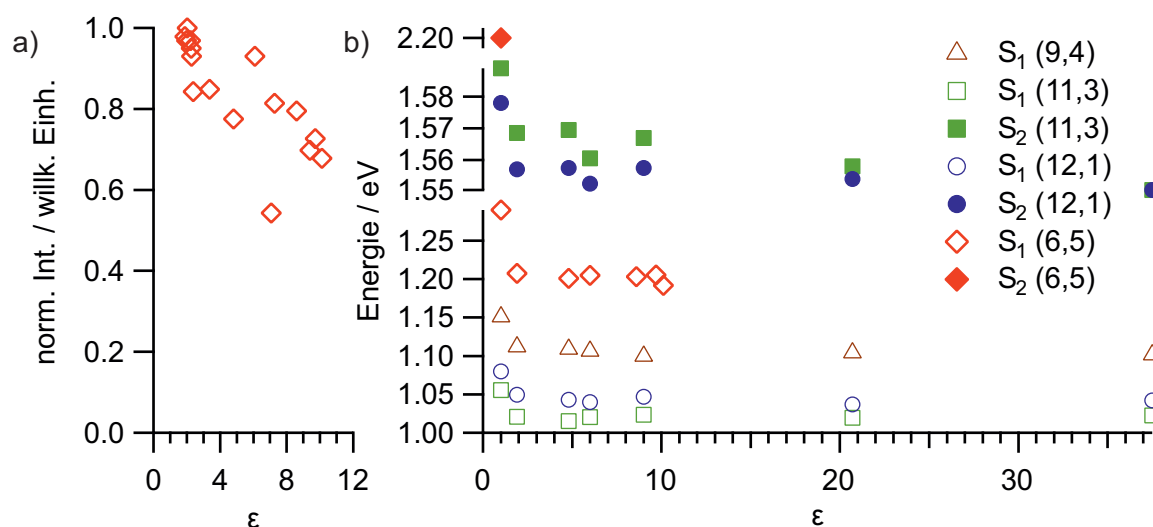 a)
norm. Int. / willk. Einh.
1.0
0.8
0.6
0.4
0.2
0.0
0
4
8
12
ε
b)
Energie / eV
2.20
1.58
1.57
1.56
1.55
1.25
1.20
1.15
1.10
1.05
1.00
0
10
20
30
ε
S₁ (9,4)
S₁ (11,3)
S₂ (11,3)
S₁ (12,1)
S₂ (12,1)
S₁ (6,5)
S₂ (6,5)